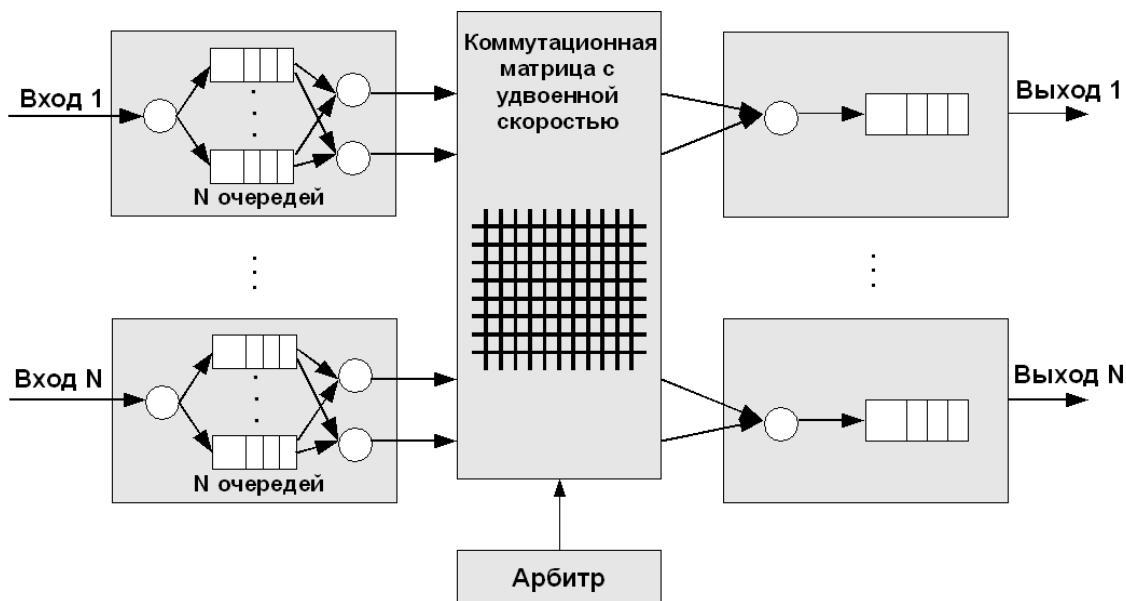 Коммутационная
матрица с
удвоенной
скоростью
Вход 1
N очередей
Выход 1
Вход N
N очередей
Выход N
Арбитр